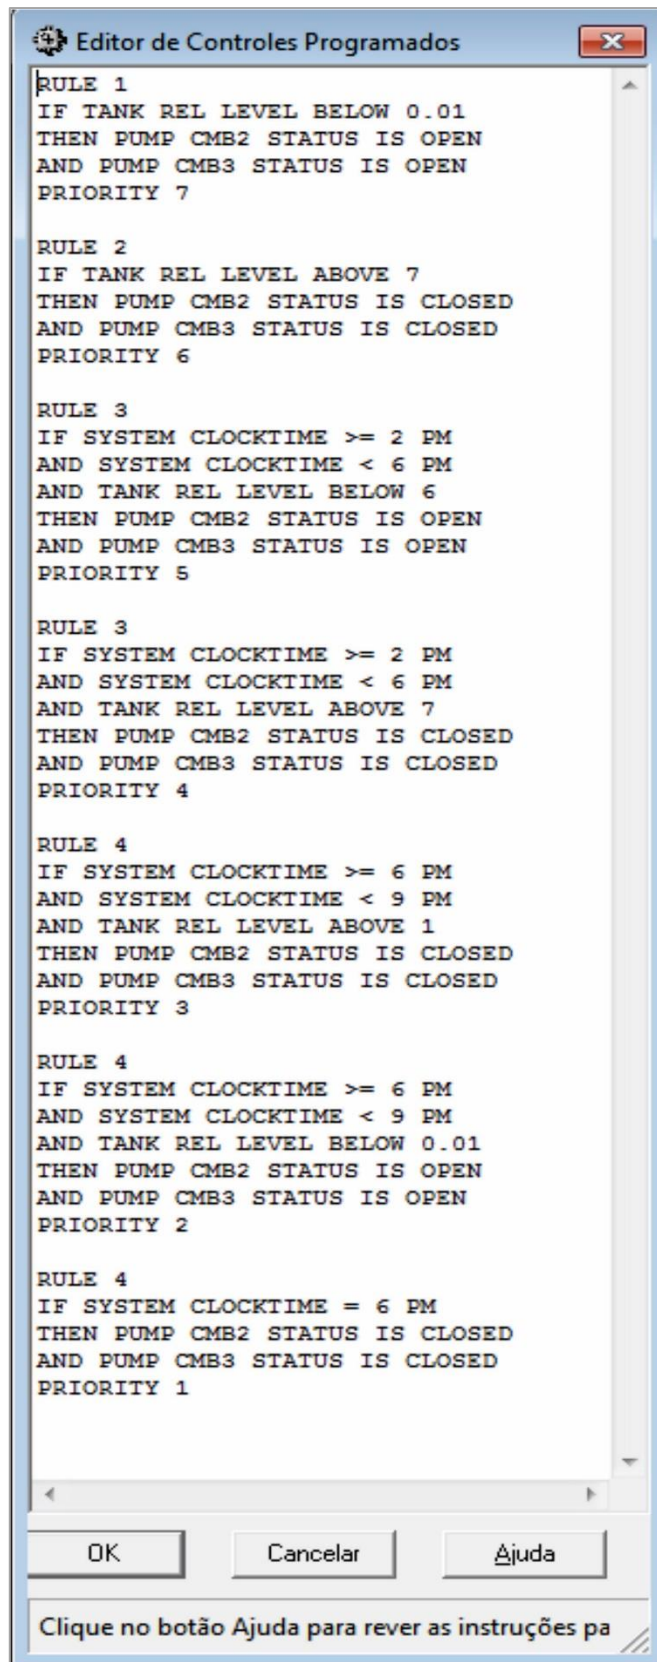 Editor de Controles Programados
RULE 1
IF TANK REL LEVEL BELOW 0.01
THEN PUMP CMB2 STATUS IS OPEN
AND PUMP CMB3 STATUS IS OPEN
PRIORITY 7
RULE 2
IF TANK REL LEVEL ABOVE 7
THEN PUMP CMB2 STATUS IS CLOSED
AND PUMP CMB3 STATUS IS CLOSED
PRIORITY 6
RULE 3
IF SYSTEM CLOCKTIME >= 2 PM
AND SYSTEM CLOCKTIME < 6 PM
AND TANK REL LEVEL BELOW 6
THEN PUMP CMB2 STATUS IS OPEN
AND PUMP CMB3 STATUS IS OPEN
PRIORITY 5
RULE 3
IF SYSTEM CLOCKTIME >= 2 PM
AND SYSTEM CLOCKTIME < 6 PM
AND TANK REL LEVEL ABOVE 7
THEN PUMP CMB2 STATUS IS CLOSED
AND PUMP CMB3 STATUS IS CLOSED
PRIORITY 4
RULE 4
IF SYSTEM CLOCKTIME >= 6 PM
AND SYSTEM CLOCKTIME < 9 PM
AND TANK REL LEVEL ABOVE 1
THEN PUMP CMB2 STATUS IS CLOSED
AND PUMP CMB3 STATUS IS CLOSED
PRIORITY 3
RULE 4
IF SYSTEM CLOCKTIME >= 6 PM
AND SYSTEM CLOCKTIME < 9 PM
AND TANK REL LEVEL BELOW 0.01
THEN PUMP CMB2 STATUS IS OPEN
AND PUMP CMB3 STATUS IS OPEN
PRIORITY 2
RULE 4
IF SYSTEM CLOCKTIME = 6 PM
THEN PUMP CMB2 STATUS IS CLOSED
AND PUMP CMB3 STATUS IS CLOSED
PRIORITY 1
OK Cancelar Ajuda
Clique no botão Ajuda para rever as instruções pa